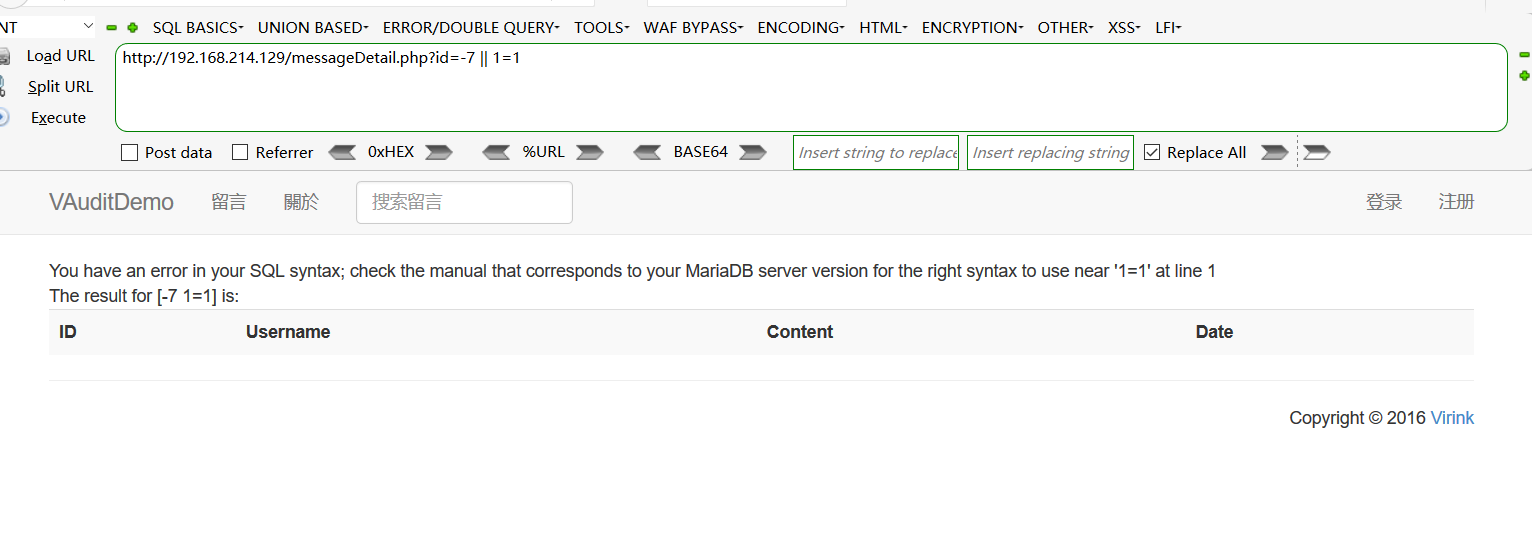 NT SQL BASICS UNION BASED ERROR/DOUBLE QUERY TOOLS WAF BYPASS ENCODING HTML ENCRYPTION OTHER XSS LFI
Load URL http://192.168.214.129/messageDetail.php?id=-7 || 1=1
Split URL
Execute
Post data Referrer 0xHEX %URL BASE64 Insert string to replace Insert replacing string Replace All
VAuditDemo 留言 關於 搜索留言 登录 注册
You have an error in your SQL syntax; check the manual that corresponds to your MariaDB server version for the right syntax to use near '1=1' at line 1
The result for [-7 1=1] is:
ID Username Content Date
Copyright © 2016 Virink